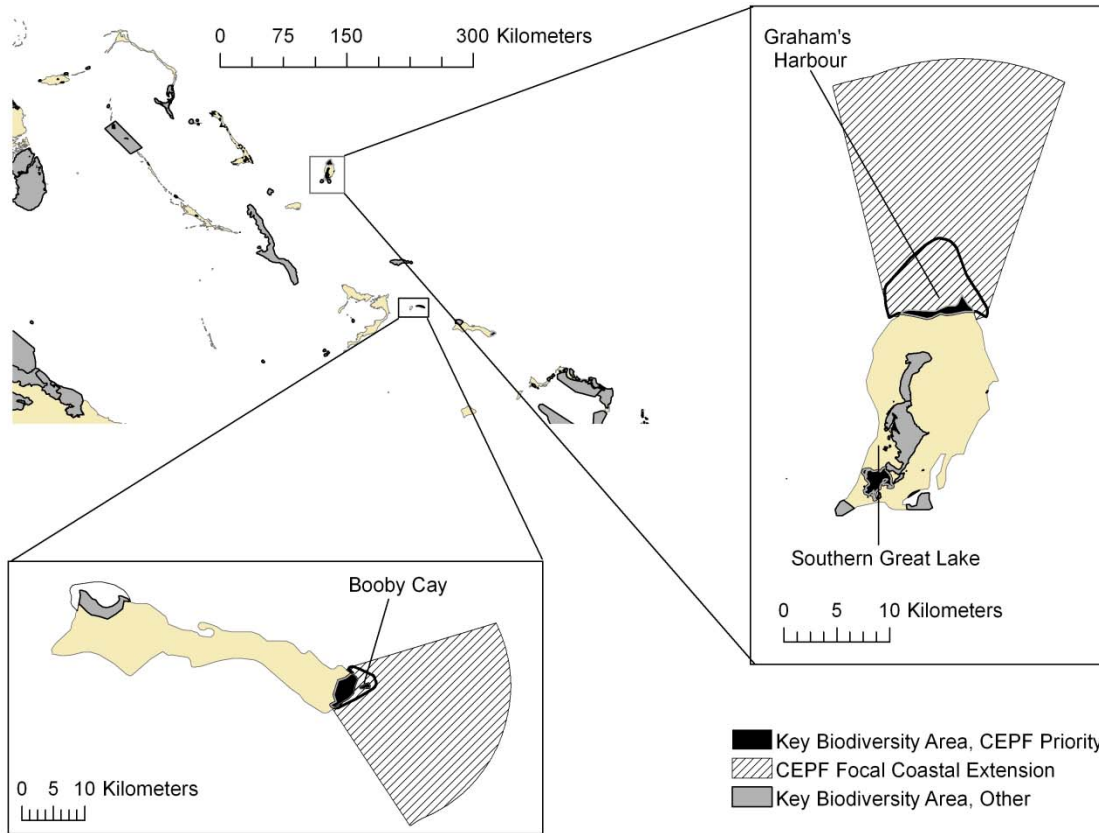 0 75 150 300 Kilometers
Graham's
Harbour
Southern Great Lake
0 5 10 Kilometers
Booby Cay
0 5 10 Kilometers
Key Biodiversity Area, CEPF Priority
CEPF Focal Coastal Extension
Key Biodiversity Area, Other